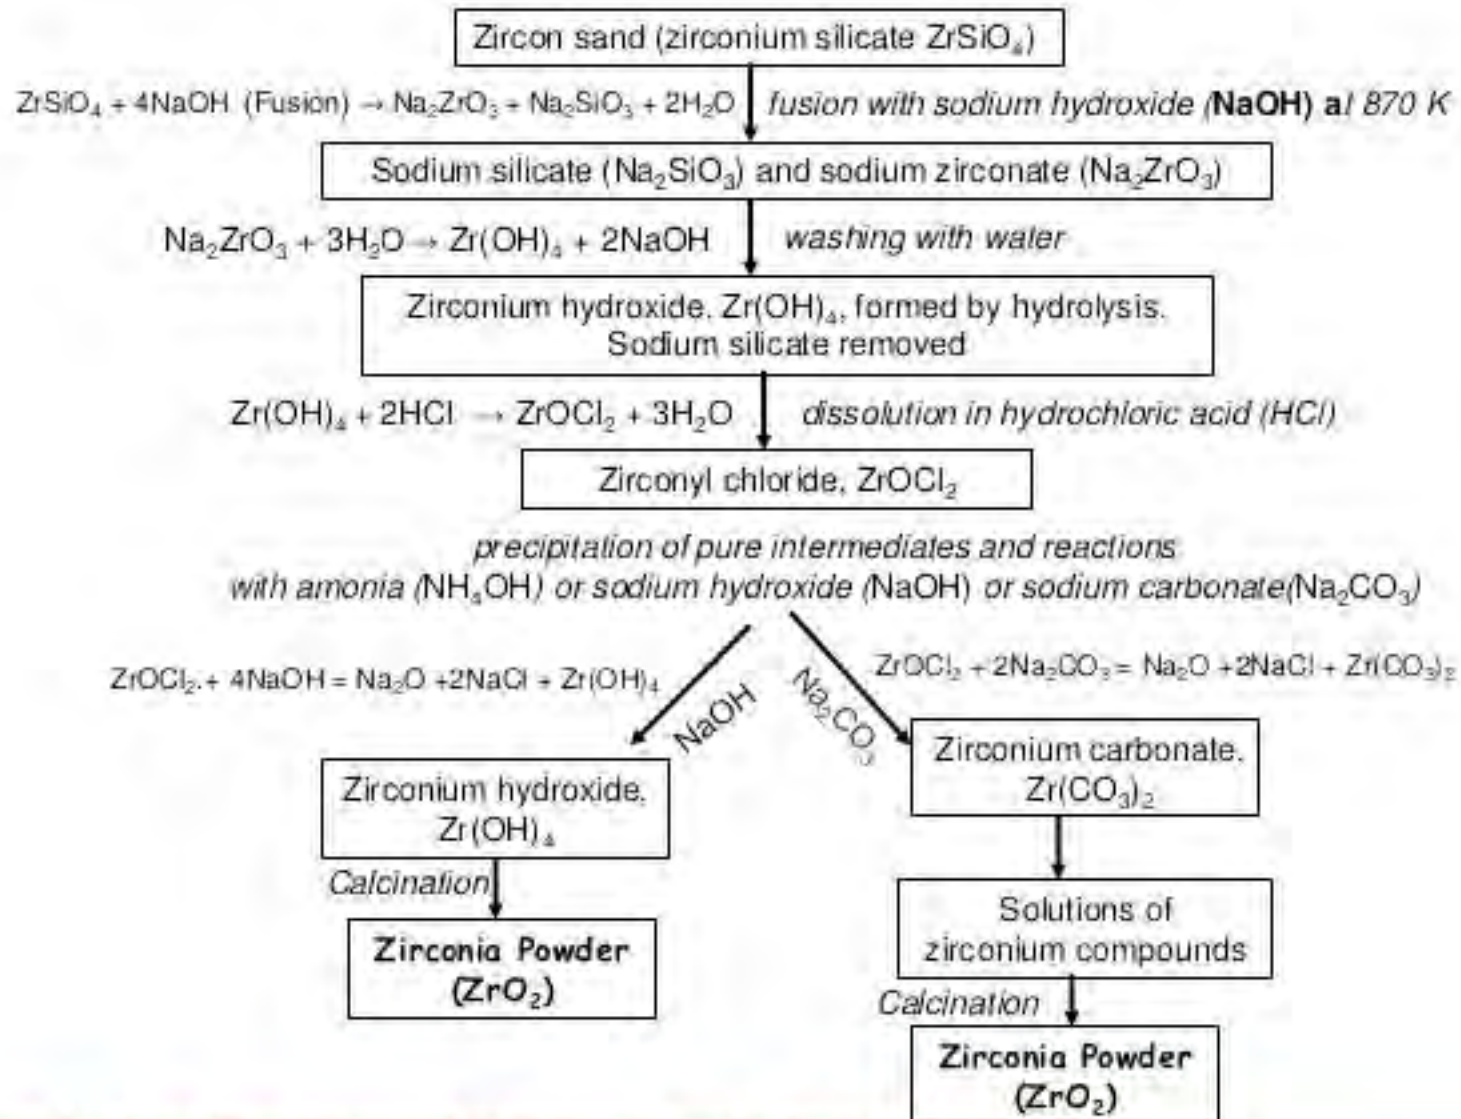 Zircon sand (zirconium silicate ZrSiO₄)
ZrSiO₄ + 4NaOH (Fusion) → Na₂ZrO₃ + Na₂SiO₃ + 2H₂O
fusion with sodium hydroxide (NaOH) at 870 K
Sodium silicate (Na₂SiO₃) and sodium zirconate (Na₂ZrO₃)
Na₂ZrO₃ + 3H₂O → Zr(OH)₄ + 2NaOH
washing with water
Zirconium hydroxide, Zr(OH)₄, formed by hydrolysis.
Sodium silicate removed
Zr(OH)₄ + 2HCl → ZrOCl₂ + 3H₂O
dissolution in hydrochloric acid (HCl)
Zirconyl chloride, ZrOCl₂
precipitation of pure intermediates and reactions
with amonia (NH₄OH) or sodium hydroxide (NaOH) or sodium carbonate(Na₂CO₃)
ZrOCl₂.+ 4NaOH = Na₂O +2NaCl + Zr(OH)₄
NaOH
Na₂CO₃
ZrOCl₂ + 2Na₂CO₃ = Na₂O +2NaCl + Zr(CO₃)₂
Zirconium hydroxide,
Zr(OH)₄
Calcination
Zirconia Powder
(ZrO₂)
Zirconium carbonate,
Zr(CO₃)₂
Solutions of
zirconium compounds
Calcination
Zirconia Powder
(ZrO₂)